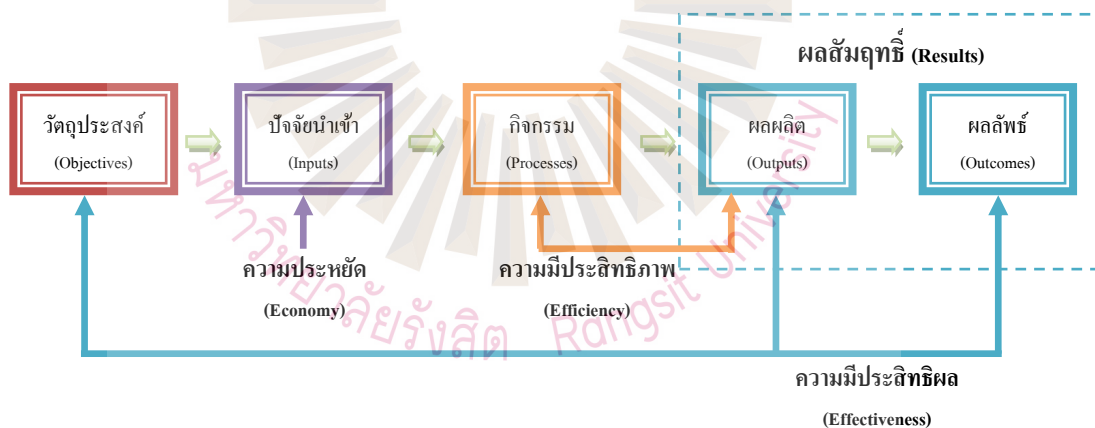 ผลสัมฤทธิ์ (Results)
วัตถุประสงค์
(Objectives)
ปัจจัยนำเข้า
(Inputs)
กิจกรรม
(Processes)
ผลผลิต
(Outputs)
ผลลัพธ์
(Outcomes)
ความประหยัด
(Economy)
ความมีประสิทธิภาพ
(Efficiency)
ความมีประสิทธิผล
(Effectiveness)
มหาวิทยาลัยรังสิต Rangsit University